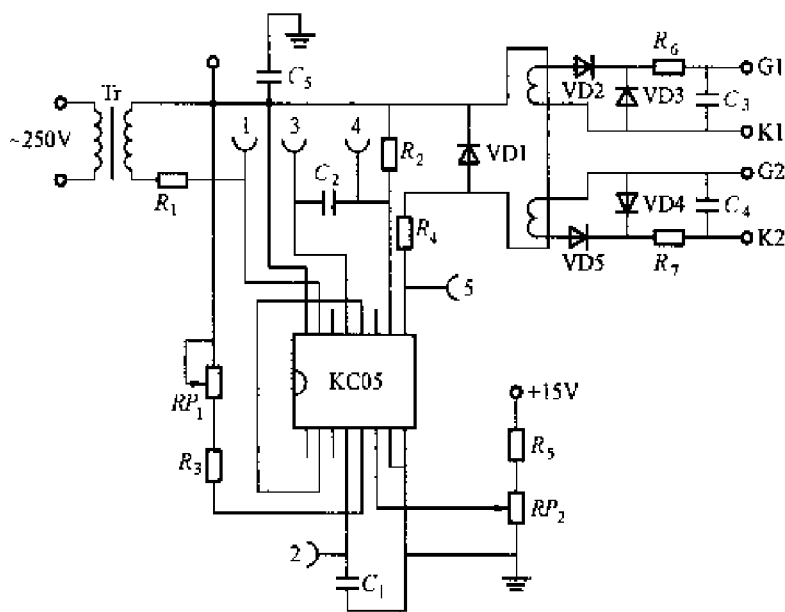 C5
Tr
~250V
1
3
4
R1
C2
R2
VD1
R4
5
VD2
VD3
R6
C3
G1
K1
G2
VD4
C4
VD5
R7
K2
KC05
RP1
R3
+15V
R5
RP2
2
C1